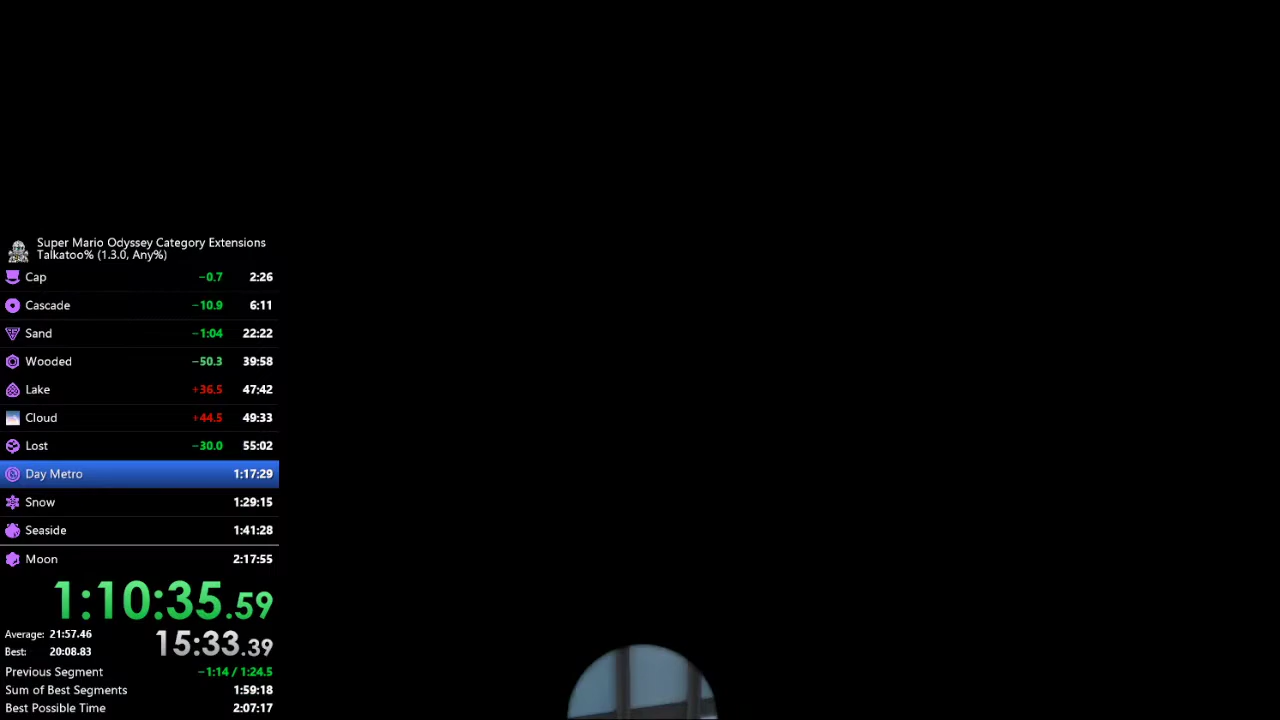 Super Mario Odyssey Category Extensions
Talkatoo% (1.3.0, Any%)
Cap −0.7 2:26
Cascade −10.9 6:11
Sand −1:04 22:22
Wooded −50.3 39:58
Lake +36.5 47:42
Cloud +44.5 49:33
Lost −30.0 55:02
Day Metro 1:17:29
Snow 1:29:15
Seaside 1:41:28
Moon 2:17:55
1:10:35.59
Average: 21:57.46
15:33.39
Best: 20:08.83
Previous Segment −1:14 / 1:24.5
Sum of Best Segments 1:59:18
Best Possible Time 2:07:17